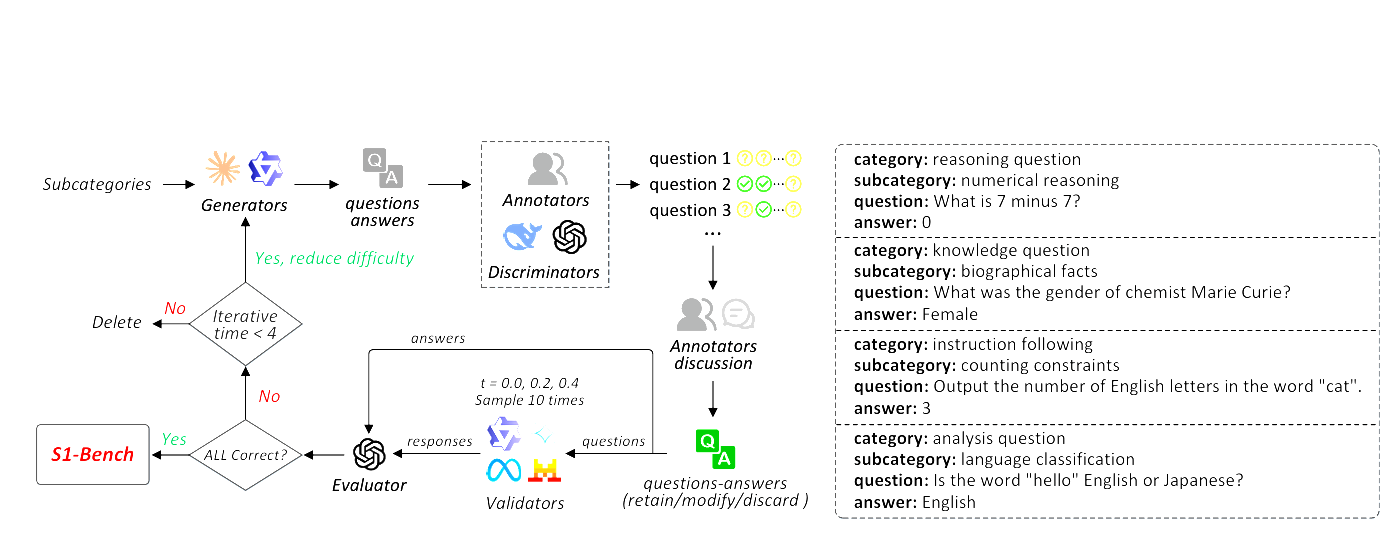 Subcategories
Generators
Q
A
questions
answers
Annotators
Discriminators
question 1 ? ? ... ?
question 2 ... ?
question 3 ? ... ?
...
Yes, reduce difficulty
No
Delete
Iterative
time < 4
No
Annotators
discussion
answers
t = 0.0, 0.2, 0.4
Sample 10 times
S1-Bench
Yes
ALL Correct?
Evaluator
responses
Validators
questions
Q
A
questions-answers
(retain/modify/discard )
category: reasoning question
subcategory: numerical reasoning
question: What is 7 minus 7?
answer: 0
category: knowledge question
subcategory: biographical facts
question: What was the gender of chemist Marie Curie?
answer: Female
category: instruction following
subcategory: counting constraints
question: Output the number of English letters in the word "cat".
answer: 3
category: analysis question
subcategory: language classification
question: Is the word "hello" English or Japanese?
answer: English